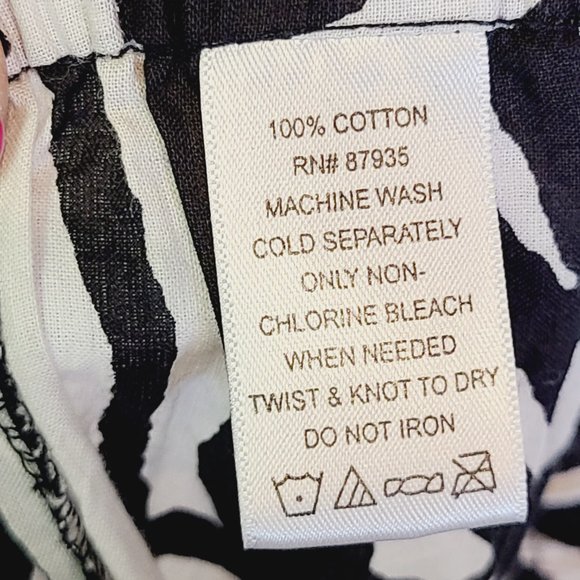 100% COTTON
RN# 87935
MACHINE WASH
COLD SEPARATELY
ONLY NON-
CHLORINE BLEACH
WHEN NEEDED
TWIST & KNOT TO DRY
DO NOT IRON